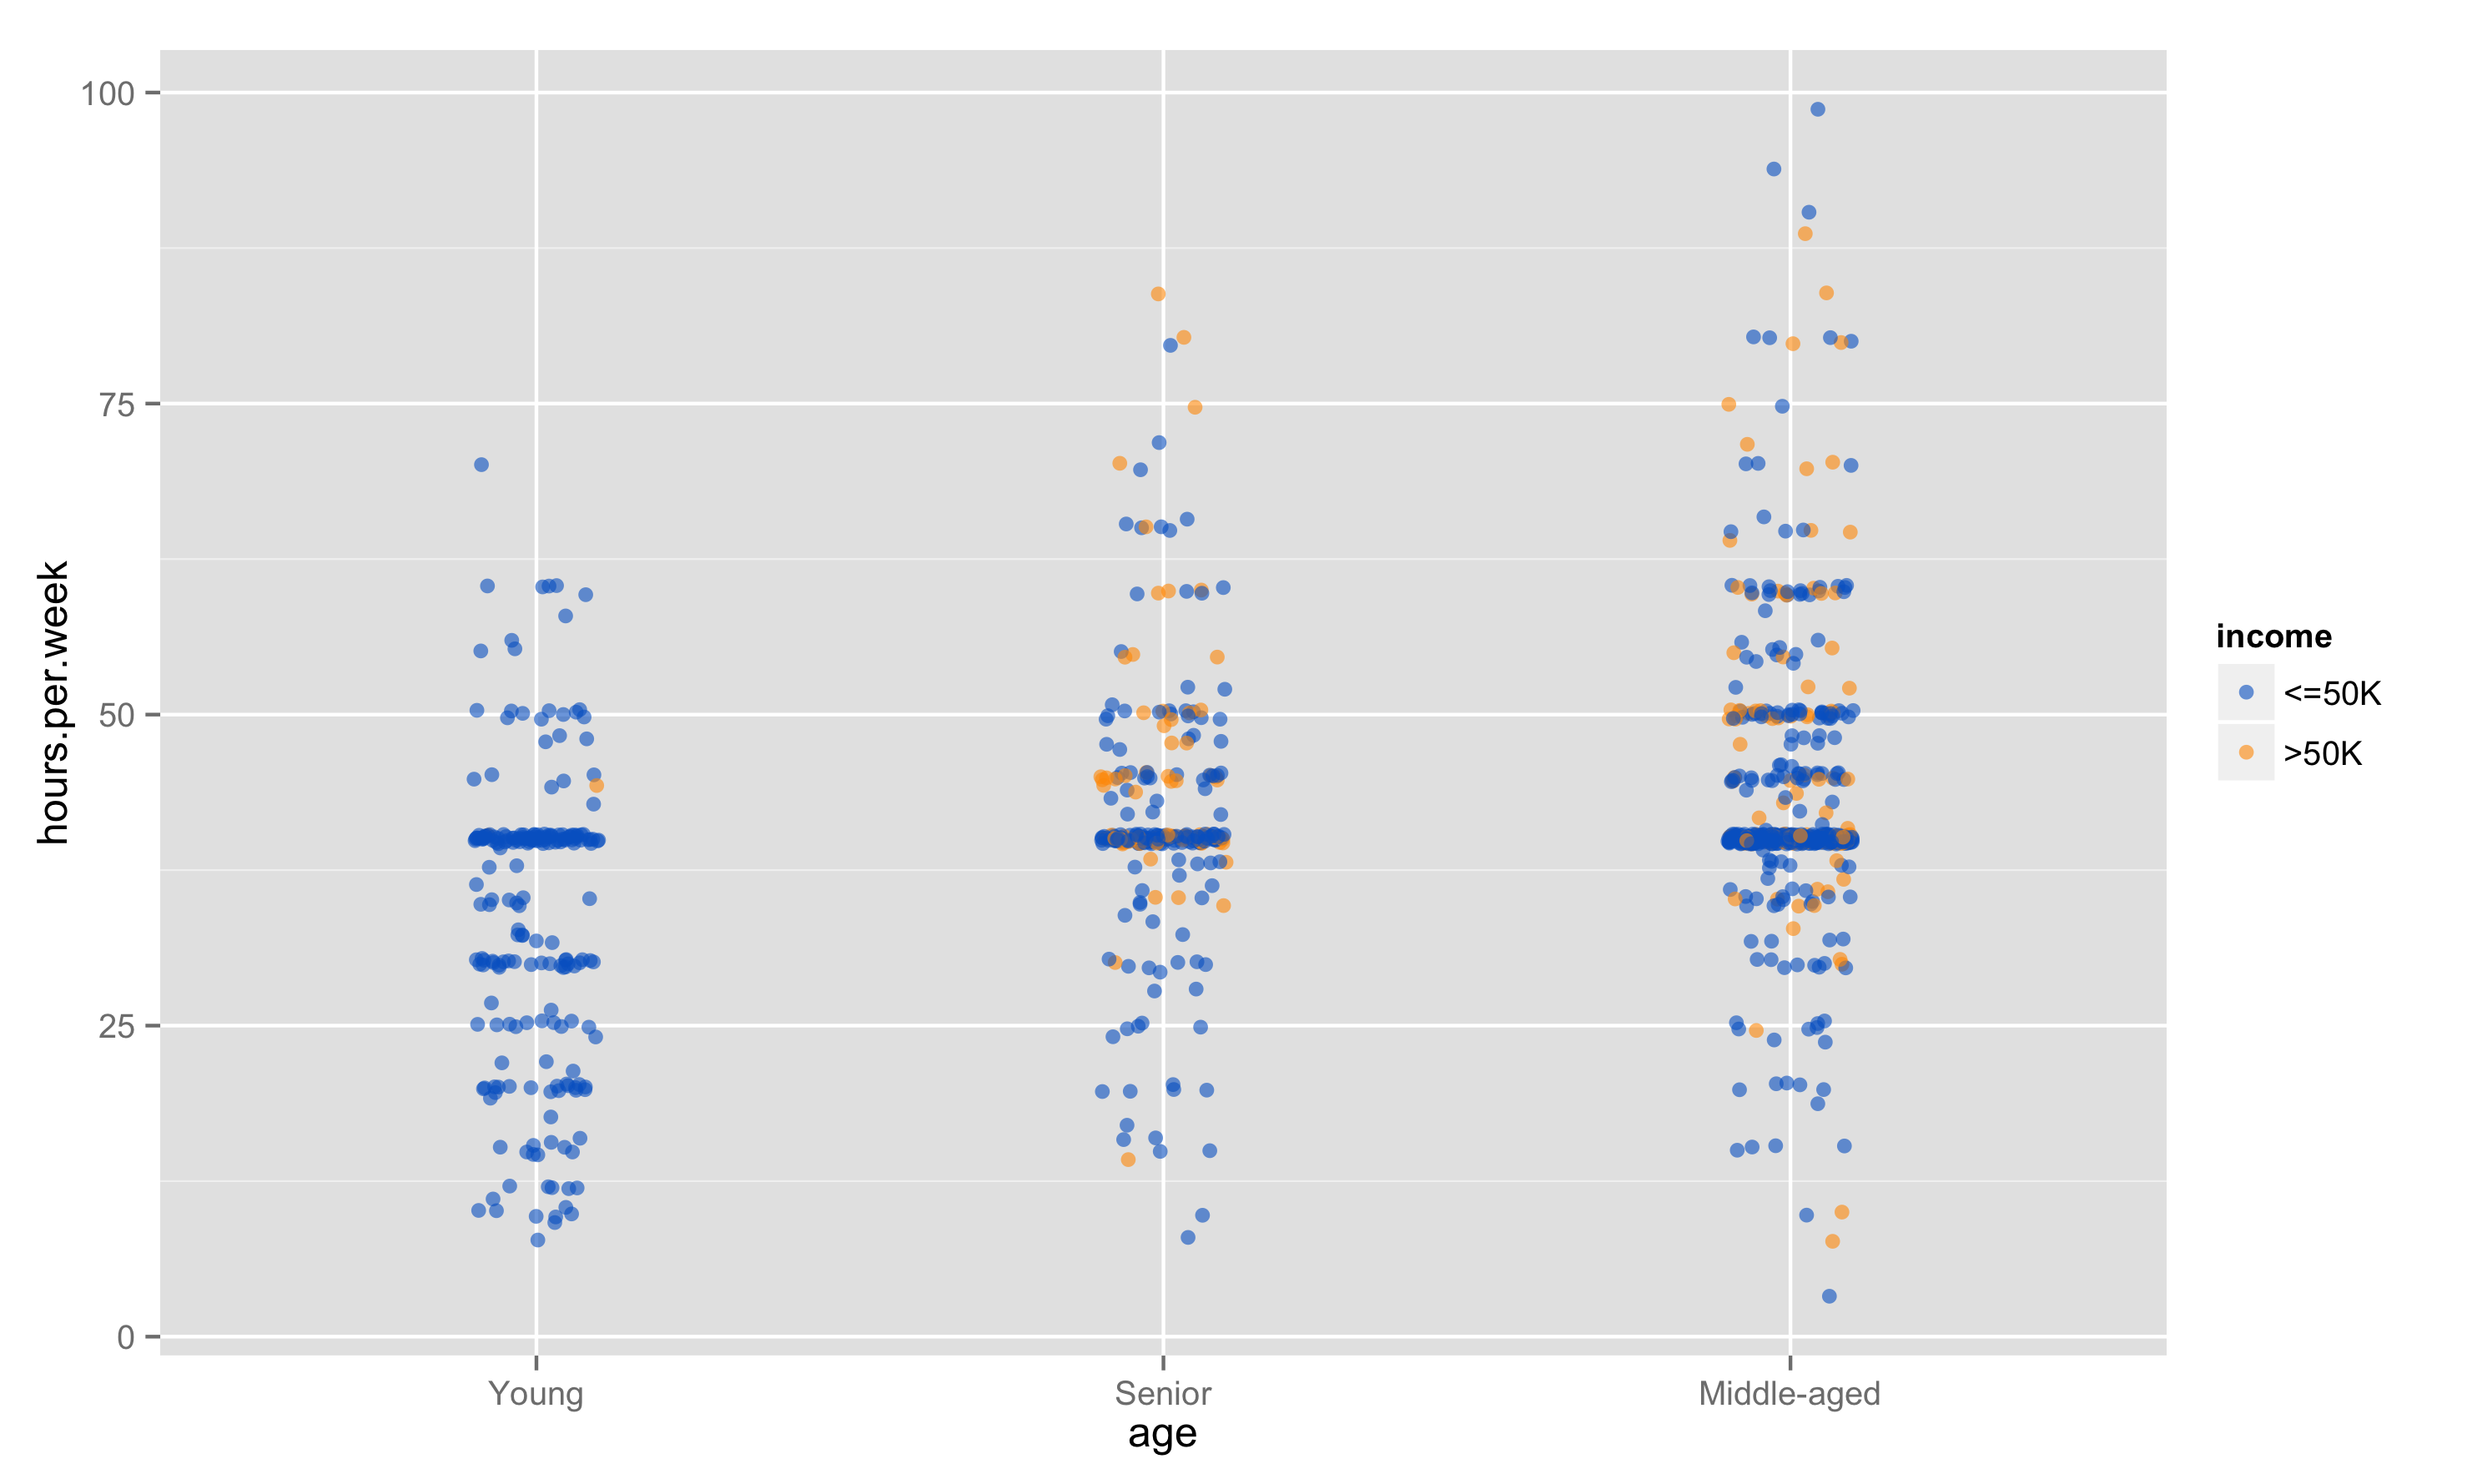 100
75
50
25
0
hours.per.week
Young
Senior
Middle-aged
age
income
<=50K
>50K